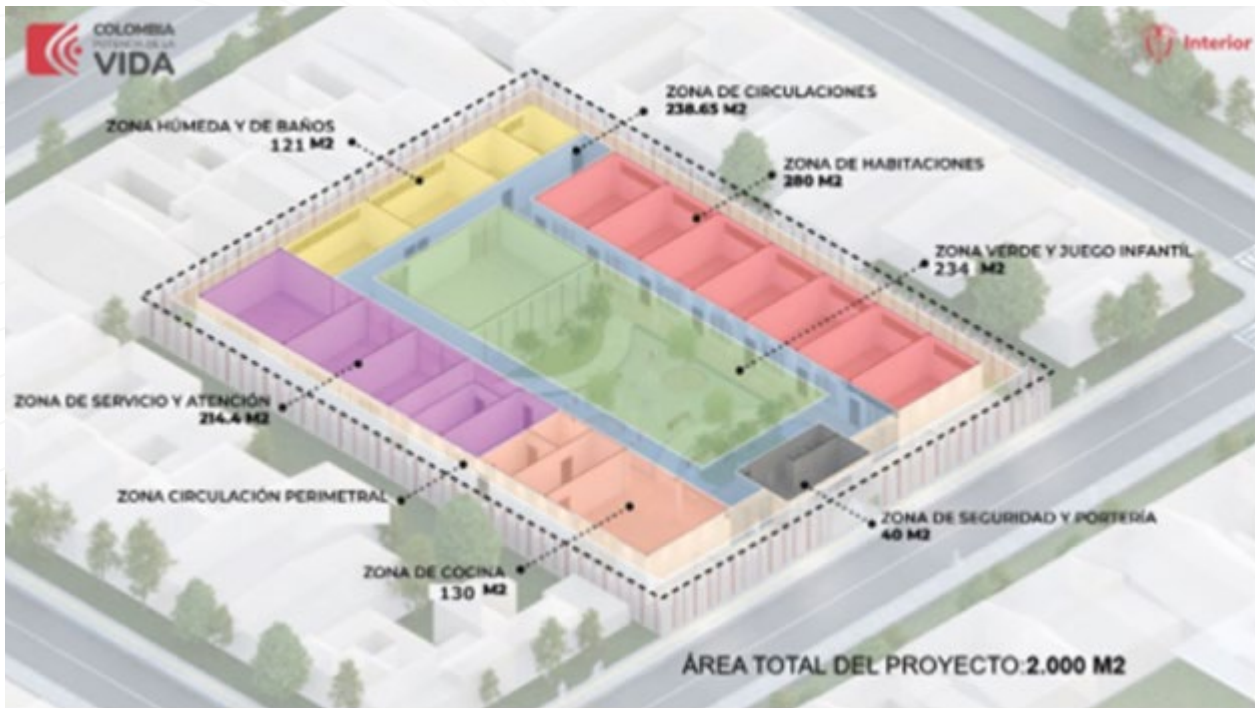 COLOMBIA
POTENCIA DE LA
VIDA
Interior
ZONA DE CIRCULACIONES
238.65 M2
ZONA HÚMEDA Y DE BAÑOS
121 M2
ZONA DE HABITACIONES
280 M2
ZONA VERDE Y JUEGO INFANTÍL
234 M2
ZONA DE SERVICIO Y ATENCIÓN
214.4 M2
ZONA CIRCULACIÓN PERIMETRAL
ZONA DE SEGURIDAD Y PORTERÍA
40 M2
ZONA DE COCINA
130 M2
ÁREA TOTAL DEL PROYECTO:2.000 M2